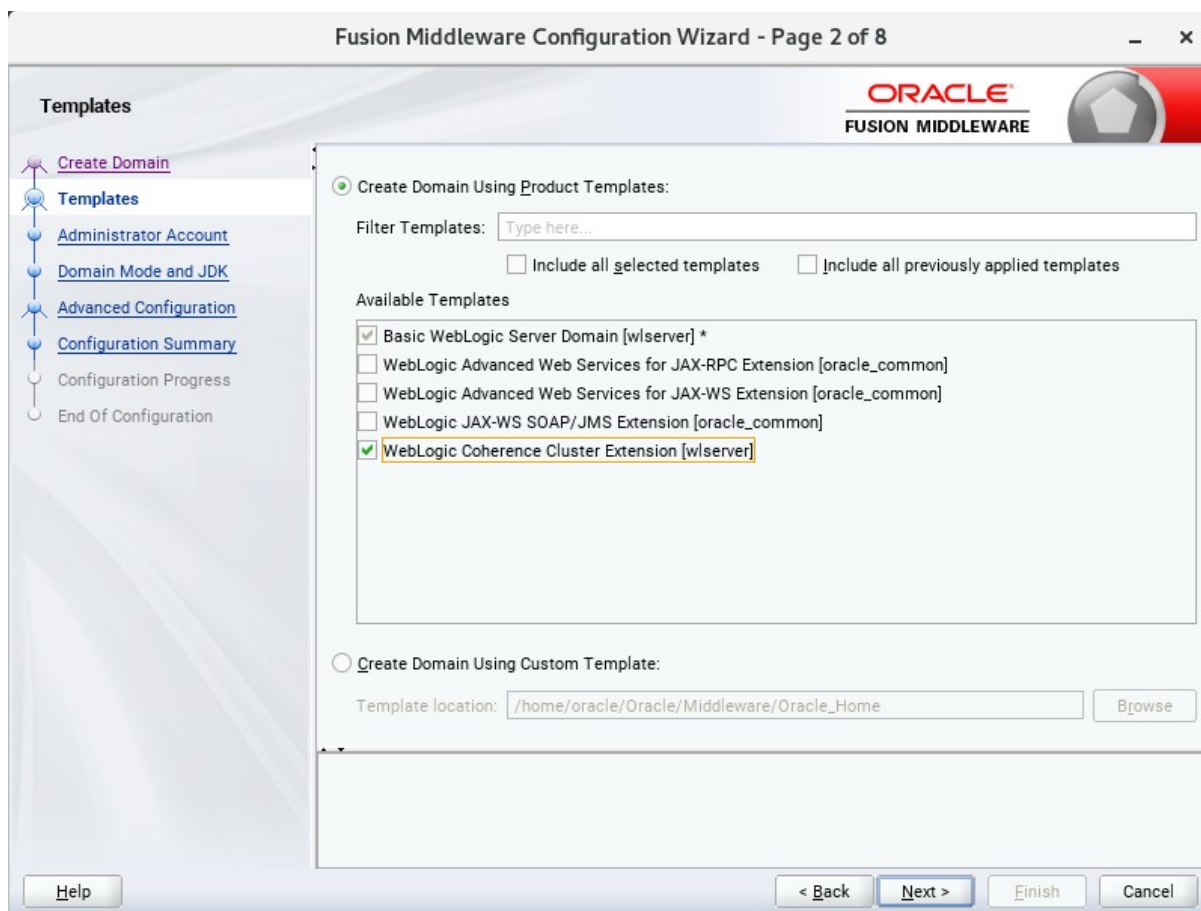 Fusion Middleware Configuration Wizard - Page 2 of 8
Templates
ORACLE
FUSION MIDDLEWARE
Create Domain
Templates
Administrator Account
Domain Mode and JDK
Advanced Configuration
Configuration Summary
Configuration Progress
End Of Configuration
Create Domain Using Product Templates:
Filter Templates: Type here...
Include all selected templates Include all previously applied templates
Available Templates
Basic WebLogic Server Domain [wlserver] *
WebLogic Advanced Web Services for JAX-RPC Extension [oracle_common]
WebLogic Advanced Web Services for JAX-WS Extension [oracle_common]
WebLogic JAX-WS SOAP/JMS Extension [oracle_common]
WebLogic Coherence Cluster Extension [wlserver]
Create Domain Using Custom Template:
Template location: /home/oracle/Oracle/Middleware/Oracle_Home Browse
Help < Back Next > Finish Cancel